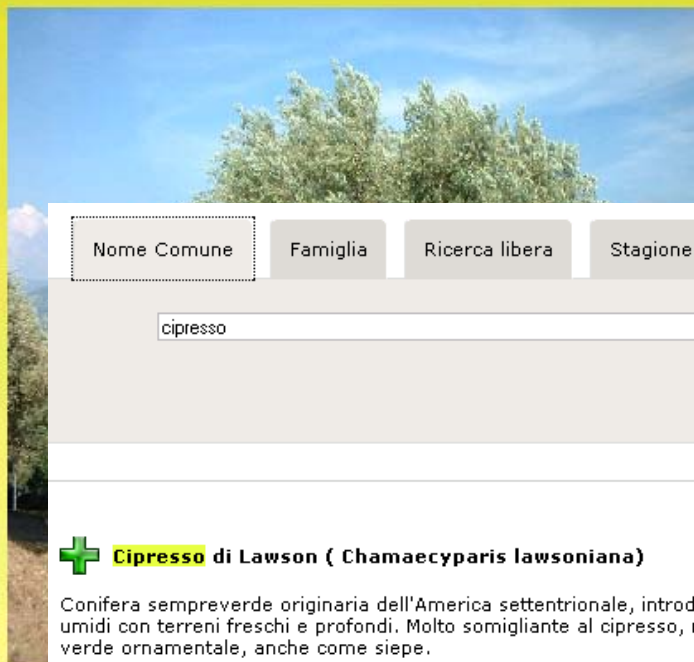 Nome Comune Famiglia Ricerca libera Stagione
cipresso
Cipresso di Lawson ( Chamaecyparis lawsoniana)
Conifera sempreverde originaria dell'America settentrionale,
umidi con terreni freschi e profondi. Molto somigliante al cipresso,
verde ornamentale, anche come siepe.